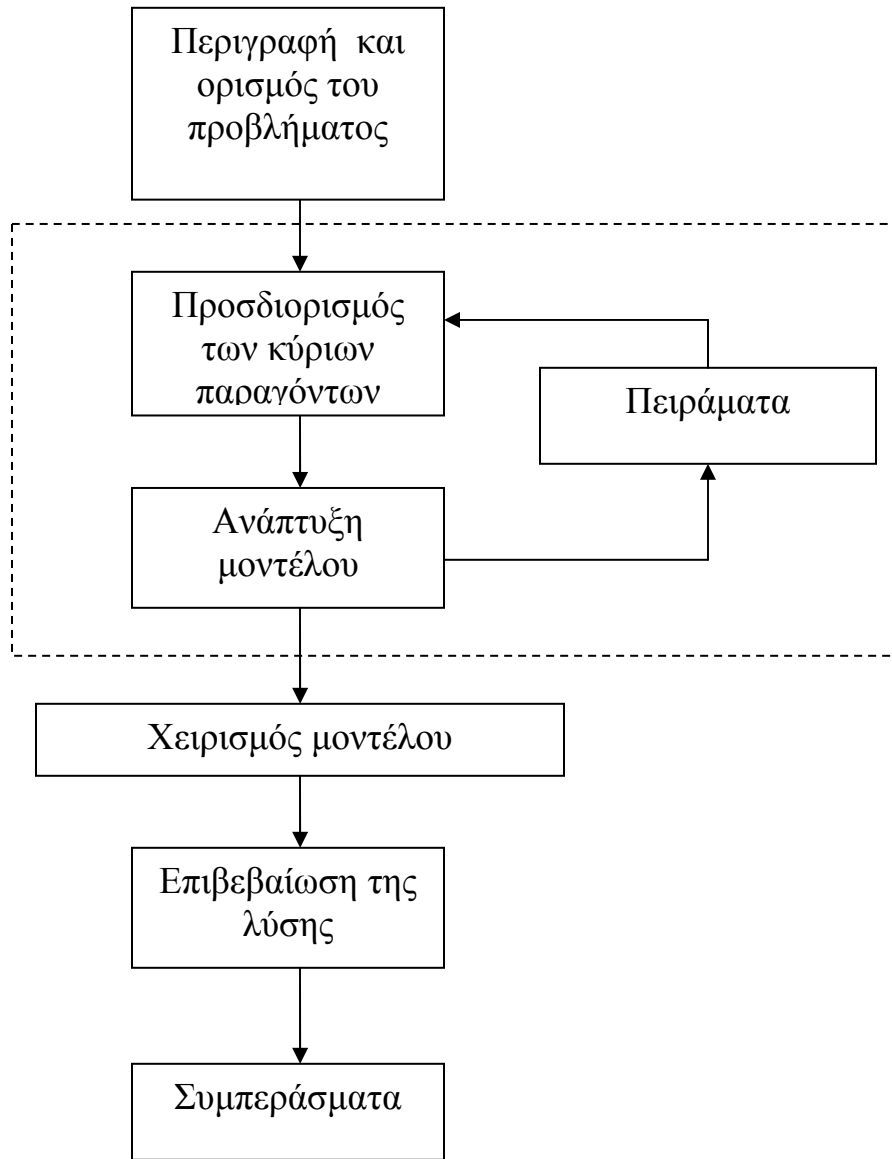 Περιγραφή και
ορισμός του
προβλήματος
Προσδιορισμός
των κύριων
παραγόντων
Πειράματα
Ανάπτυξη
μοντέλου
Χειρισμός μοντέλου
Επιβεβαίωση της
λύσης
Συμπεράσματα